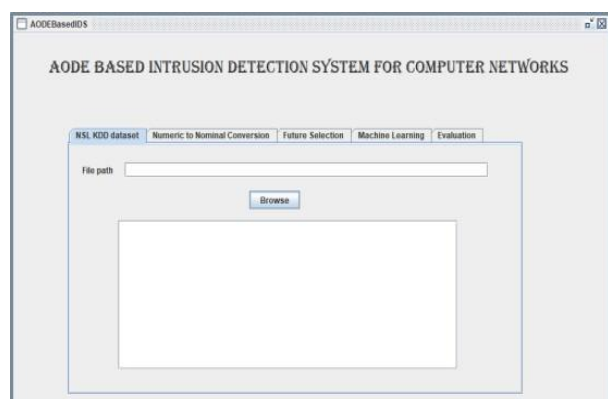 AODEBasedIDS
AODE BASED INTRUSION DETECTION SYSTEM FOR COMPUTER NETWORKS
NSL KDD dataset Numeric to Nominal Conversion Future Selection Machine Learning Evaluation
File path
Browse